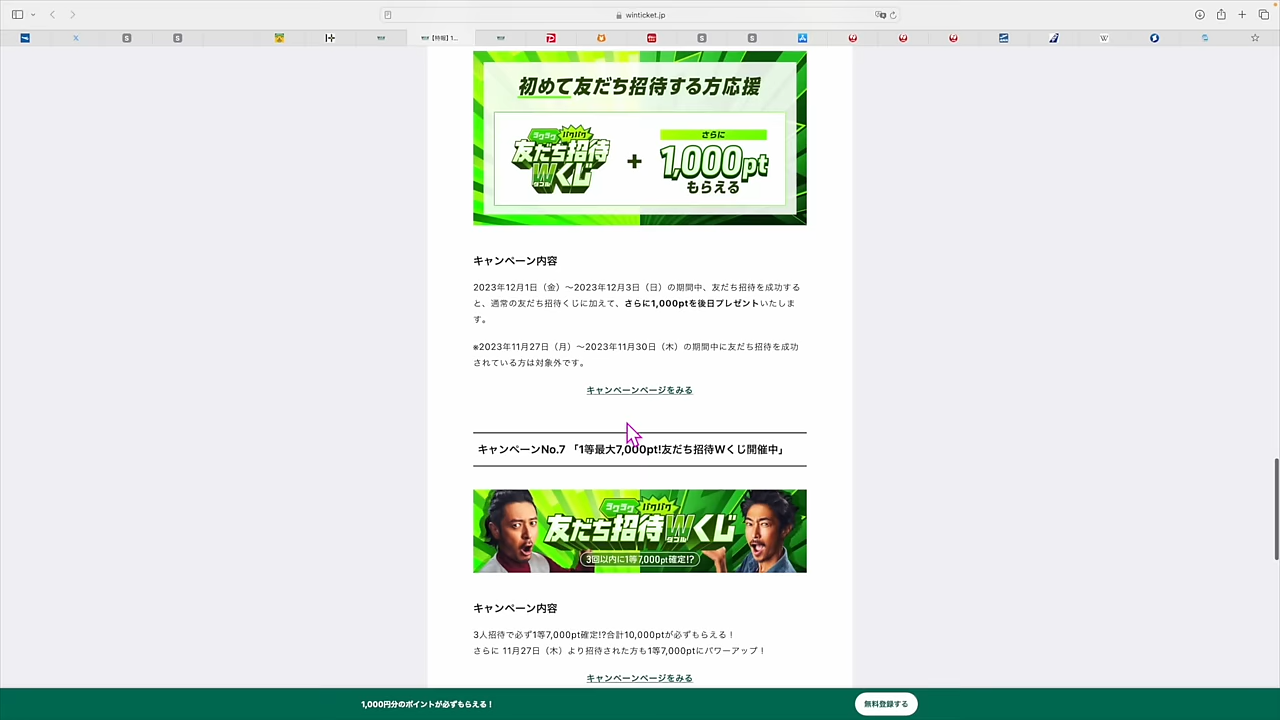 winticket.jp
【特報】1...
初めて友だち招待する方応援
ラクラク バクバク
友だち招待
Wくじ
ダブル
+
さらに
1,000pt
もらえる
キャンペーン内容
2023年12月1日（金）〜2023年12月3日（日）の期間中、友だち招待を成功する
と、通常の友だち招待くじに加えて、さらに1,000ptを後日プレゼントいたしま
す。
※2023年11月27日（月）〜2023年11月30日（木）の期間中に友だち招待を成功
されている方は対象外です。
キャンペーンページをみる
キャンペーンNo.7 「1等最大7,000pt!友だち招待Wくじ開催中」
ラクラク バクバク
友だち招待Wくじ
ダブル
3回以内に1等7,000pt確定!?
キャンペーン内容
3人招待で必ず1等7,000pt確定!?合計10,000ptが必ずもらえる！
さらに 11月27日（木）より招待された方も1等7,000ptにパワーアップ！
キャンペーンページをみる
1,000円分のポイントが必ずもらえる！
無料登録する